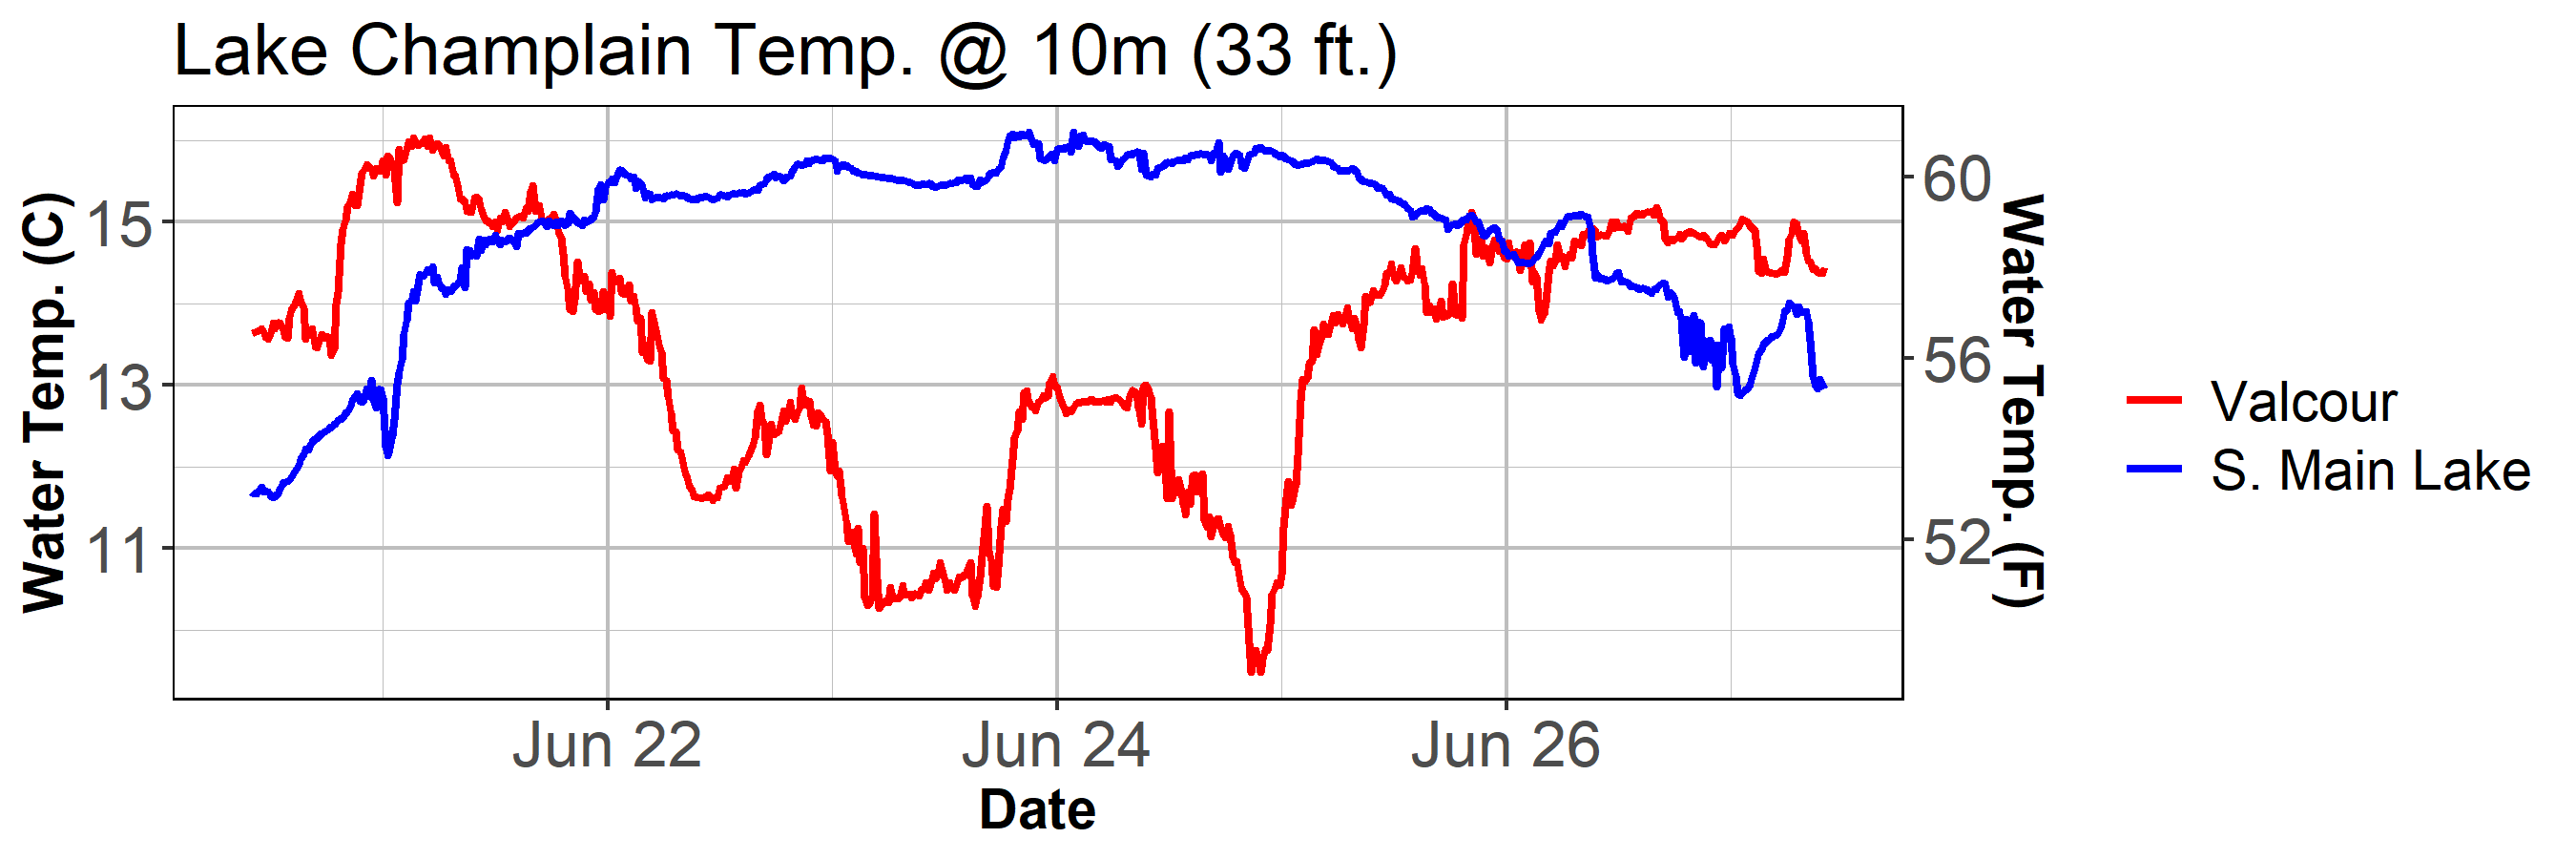 Lake Champlain Temp. @ 10m (33 ft.)
Water Temp. (C)
15
13
11
60
56
52
Water Temp. (F)
Jun 22
Jun 24
Jun 26
Date
Valcour
S. Main Lake